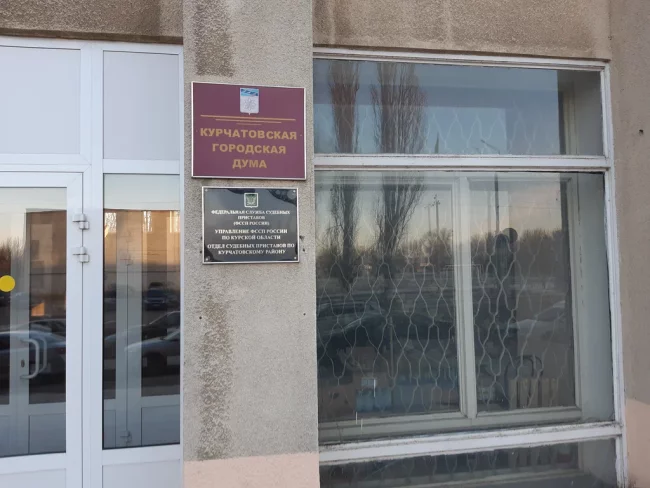 КУРЧАТОВСКАЯ
ГОРОДСКАЯ
ДУМА
ФЕДЕРАЛЬНАЯ СЛУЖБА СУДЕБНЫХ
ПРИСТАВОВ
(ФССП РОССИИ)
УПРАВЛЕНИЕ ФССП РОССИИ
ПО КУРСКОЙ ОБЛАСТИ
ОТДЕЛ СУДЕБНЫХ ПРИСТАВОВ ПО
КУРЧАТОВСКОМУ РАЙОНУ